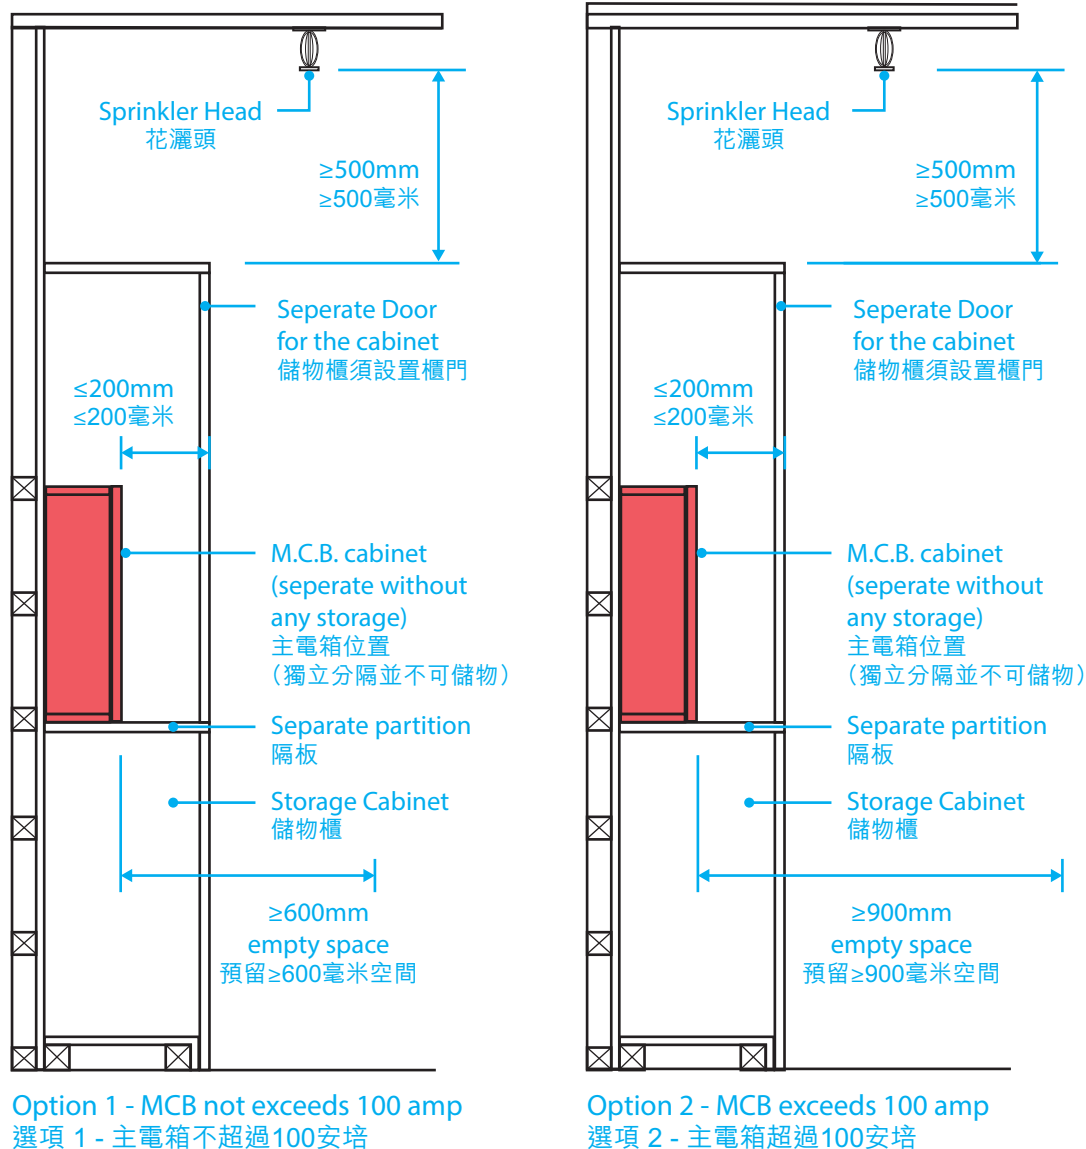 Sprinkler Head
花灑頭
≥500mm
≥500毫米
Seperate Door
for the cabinet
儲物櫃須設置櫃門
≤200mm
≤200毫米
M.C.B. cabinet
(seperate without
any storage)
主電箱位置
（獨立分隔並不可儲物）
Separate partition
隔板
Storage Cabinet
儲物櫃
≥600mm
empty space
預留≥600毫米空間
Option 1 - MCB not exceeds 100 amp
選項 1 - 主電箱不超過100安培
Sprinkler Head
花灑頭
≥500mm
≥500毫米
Seperate Door
for the cabinet
儲物櫃須設置櫃門
≤200mm
≤200毫米
M.C.B. cabinet
(seperate without
any storage)
主電箱位置
（獨立分隔並不可儲物）
Separate partition
隔板
Storage Cabinet
儲物櫃
≥900mm
empty space
預留≥900毫米空間
Option 2 - MCB exceeds 100 amp
選項 2 - 主電箱超過100安培